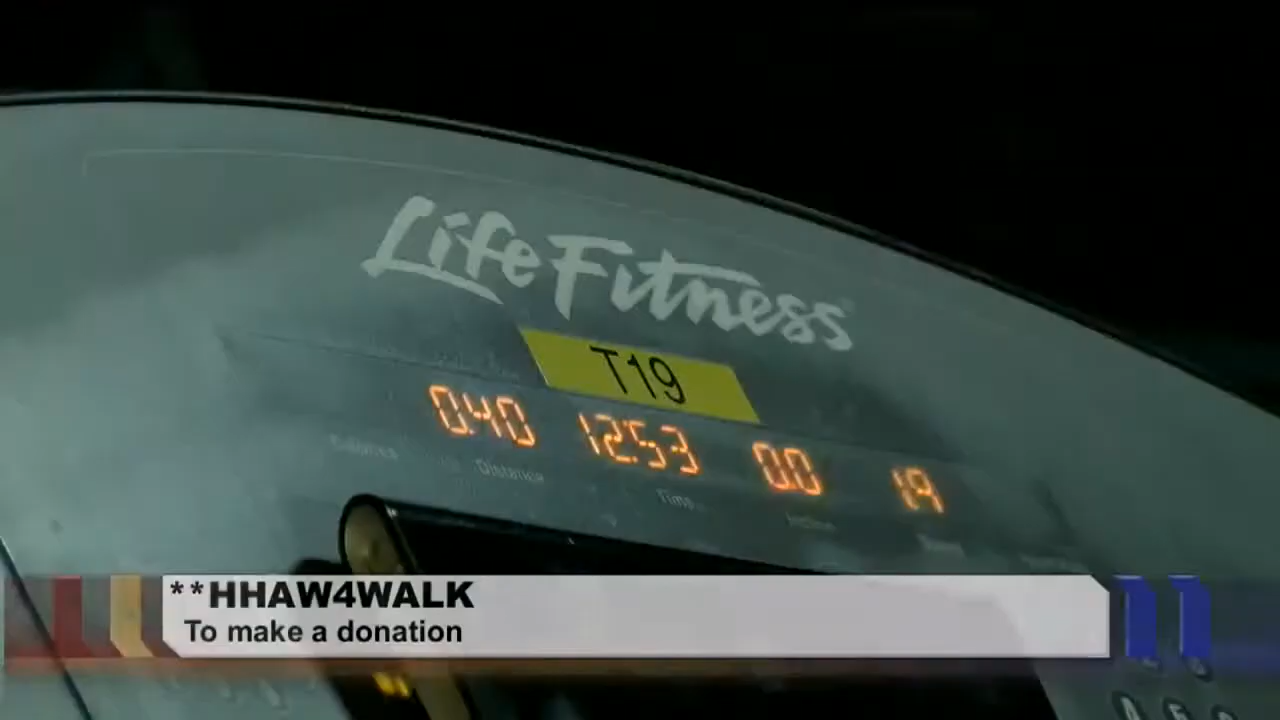 Life Fitness
T19
0.40 12:53 0.0 1.9
Distance
Time
**HHAW4WALK
To make a donation